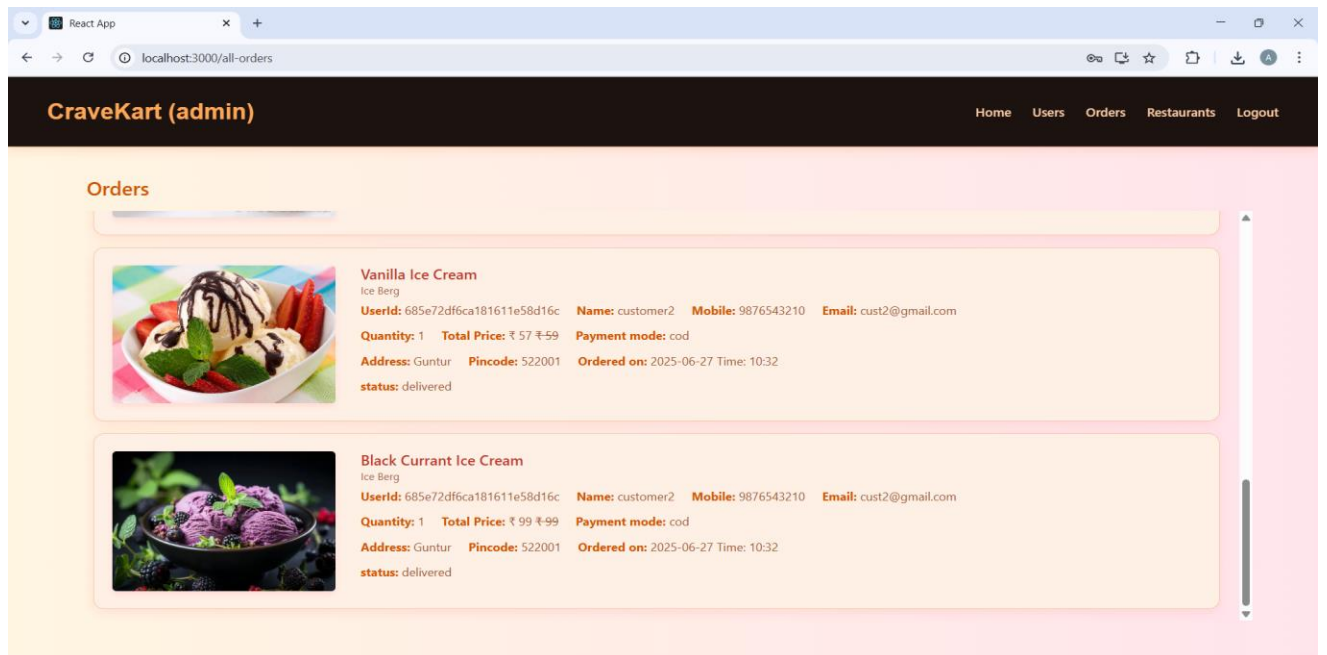 React App
localhost:3000/all-orders
A
CraveKart (admin)
Home Users Orders Restaurants Logout
Orders
Vanilla Ice Cream
Ice Berg
UserId: 685e72df6ca181611e58d16c Name: customer2 Mobile: 9876543210 Email: cust2@gmail.com
Quantity: 1 Total Price: ₹ 57 ₹ 59 Payment mode: cod
Address: Guntur Pincode: 522001 Ordered on: 2025-06-27 Time: 10:32
status: delivered
Black Currant Ice Cream
Ice Berg
UserId: 685e72df6ca181611e58d16c Name: customer2 Mobile: 9876543210 Email: cust2@gmail.com
Quantity: 1 Total Price: ₹ 99 ₹ 99 Payment mode: cod
Address: Guntur Pincode: 522001 Ordered on: 2025-06-27 Time: 10:32
status: delivered